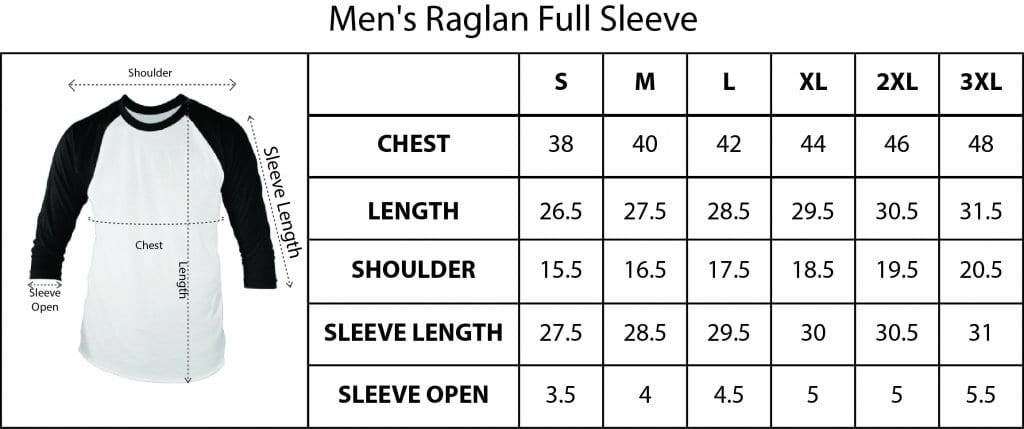 Men's Raglan Full Sleeve
Shoulder
Sleeve Length
Chest
Length
Sleeve
Open
S M L XL 2XL 3XL
CHEST 38 40 42 44 46 48
LENGTH 26.5 27.5 28.5 29.5 30.5 31.5
SHOULDER 15.5 16.5 17.5 18.5 19.5 20.5
SLEEVE LENGTH 27.5 28.5 29.5 30 30.5 31
SLEEVE OPEN 3.5 4 4.5 5 5 5.5